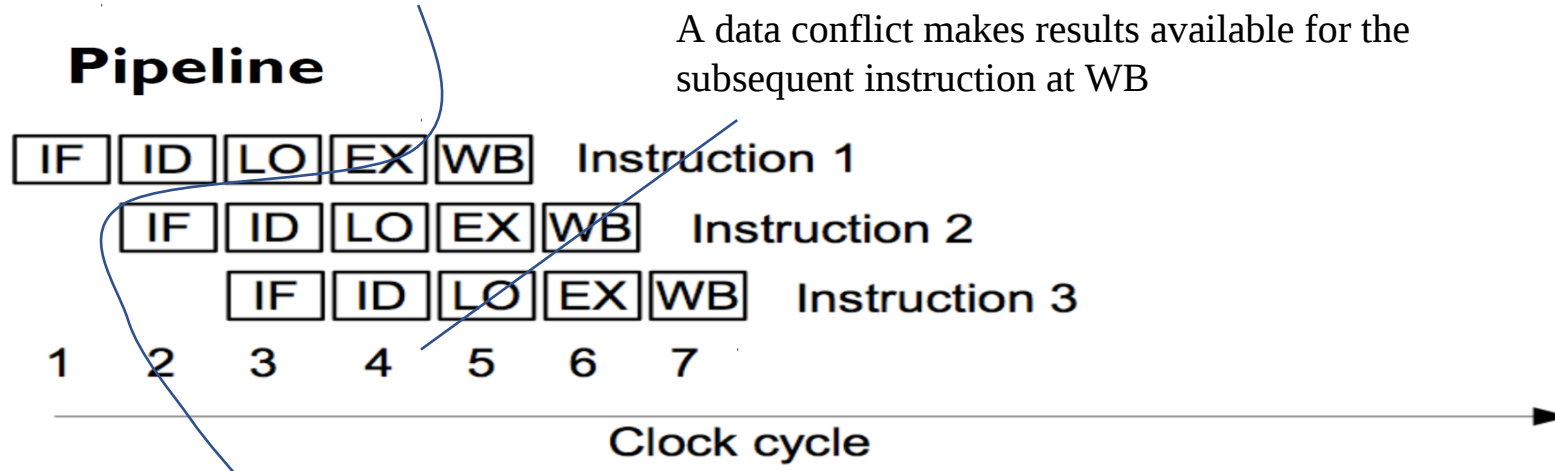 A data conflict makes results available for the
subsequent instruction at WB
Pipeline
IF ID LO EX WB Instruction 1
IF ID LO EX WB Instruction 2
IF ID LO EX WB Instruction 3
1 2 3 4 5 6 7
Clock cycle